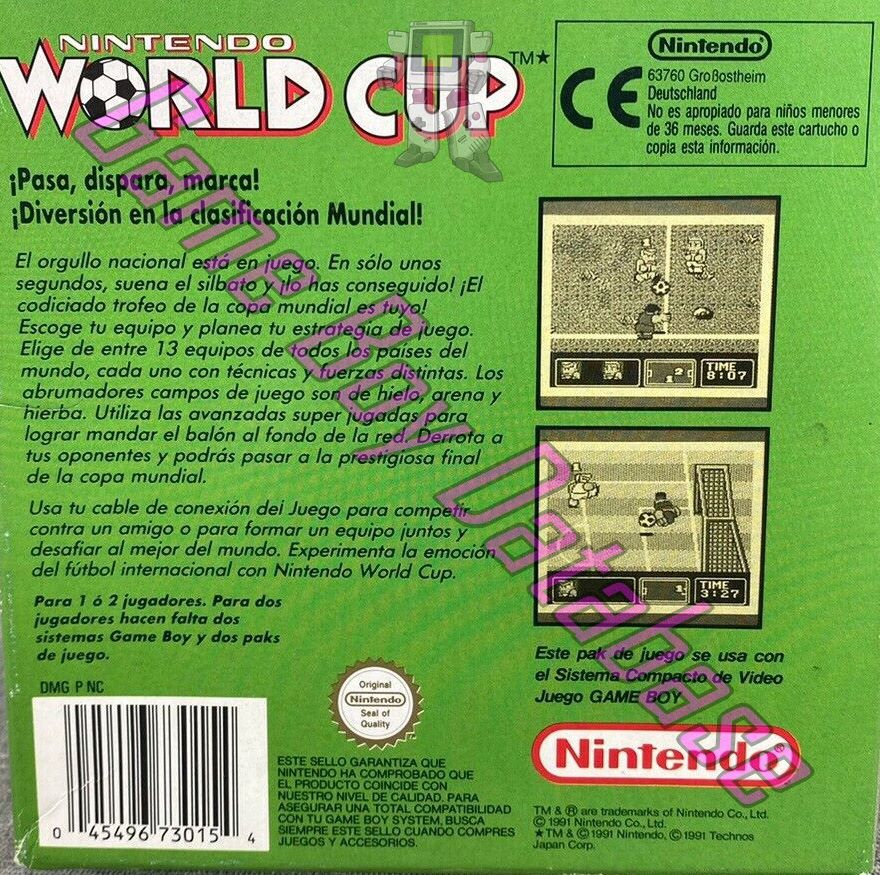 NINTENDO
WORLD CUP™★
¡Pasa, dispara, marca!
¡Diversión en la clasificación Mundial!
El orgullo nacional está en juego. En sólo unos
segundos, suena el silbato y ¡lo has conseguido! ¡El
codiciado trofeo de la copa mundial es tuyo!
Escoge tu equipo y planea tu estrategia de juego.
Elige de entre 13 equipos de todos los países del
mundo, cada uno con técnicas y fuerzas distintas. Los
abrumadores campos de juego son de hielo, arena y
hierba. Utiliza las avanzadas super jugadas para
lograr mandar el balón al fondo de la red. Derrota a
tus oponentes y podrás pasar a la prestigiosa final
de la copa mundial.
Usa tu cable de conexión del Juego para competir
contra un amigo o para formar un equipo juntos y
desafiar al mejor del mundo. Experimenta la emoción
del fútbol internacional con Nintendo World Cup.
Para 1 ó 2 jugadores. Para dos
jugadores hacen falta dos
sistemas Game Boy y dos paks
de juego.
DMG P NC
0 45496 73015 4
Original
Nintendo
Seal of
Quality
ESTE SELLO GARANTIZA QUE
NINTENDO HA COMPROBADO QUE
EL PRODUCTO COINCIDE CON
NUESTRO NIVEL DE CALIDAD. PARA
ASEGURAR UNA TOTAL COMPATIBILIDAD
CON TU GAME BOY SYSTEM, BUSCA
SIEMPRE ESTE SELLO CUANDO COMPRES
JUEGOS Y ACCESORIOS.
CE
Nintendo®
63760 Großostheim
Deutschland
No es apropiado para niños menores
de 36 meses. Guarda este cartucho o
copia esta información.
2
1
TIME
8:07
1
TIME
3:27
Este pak de juego se usa con
el Sistema Compacto de Video
Juego GAME BOY
Nintendo®
TM & ® are trademarks of Nintendo Co., Ltd.
© 1991 Nintendo Co., Ltd.
★TM & © 1991 Nintendo, © 1991 Technos
Japan Corp.
Game Boy Database